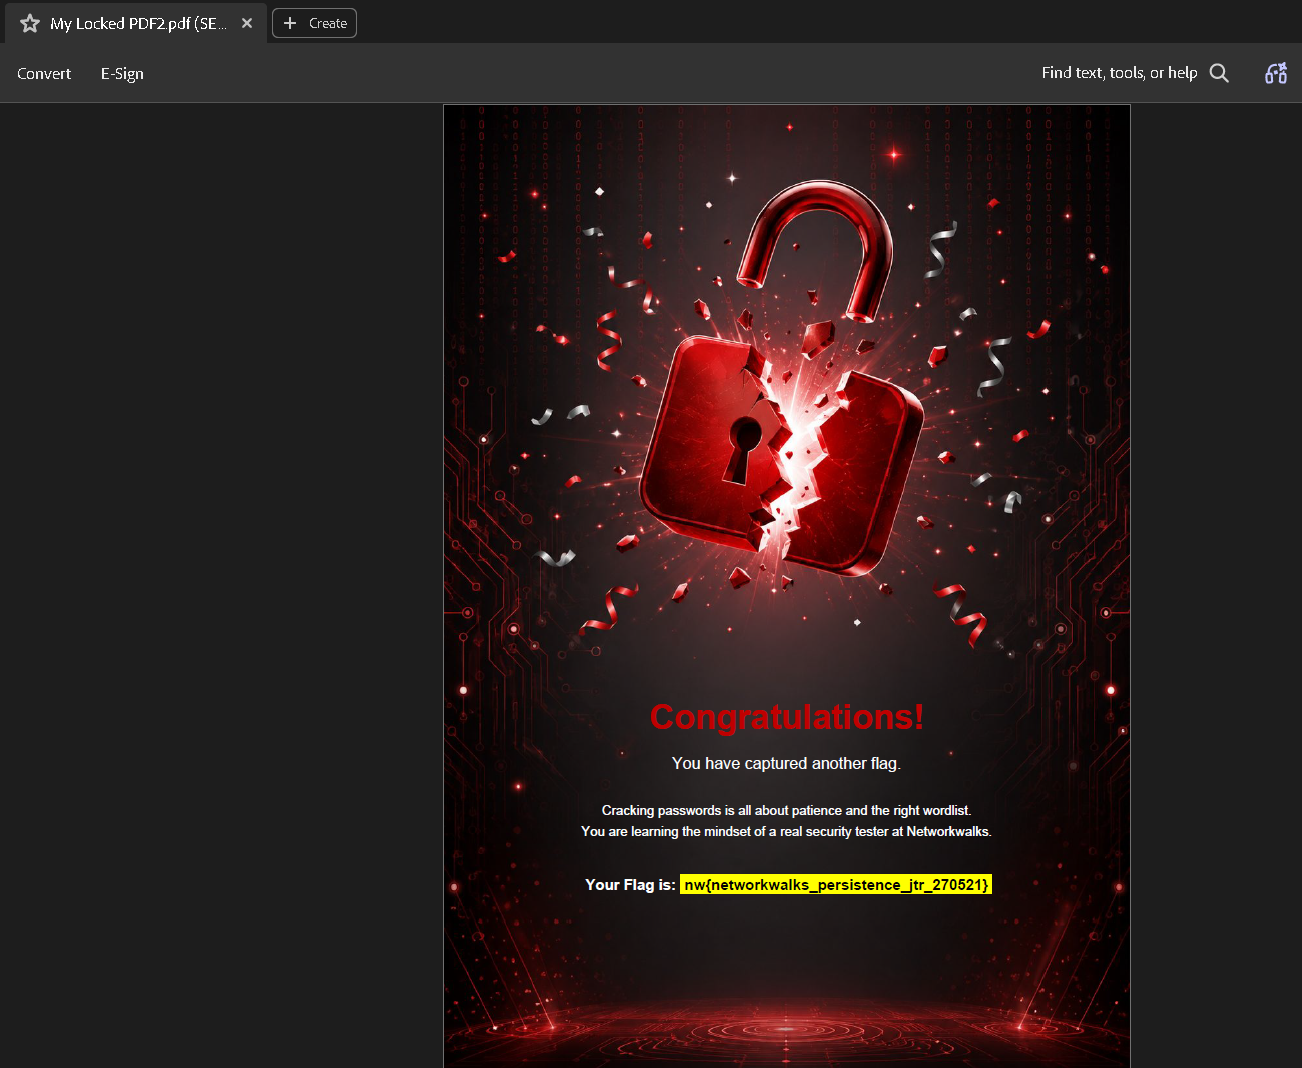 My Locked PDF2.pdf (SE...
Create
Convert
E-Sign
Find text, tools, or help
Congratulations!
You have captured another flag.
Cracking passwords is all about patience and the right wordlist.
You are learning the mindset of a real security tester at Networkwalks.
Your Flag is: nw{networkwalks_persistence_jtr_270521}